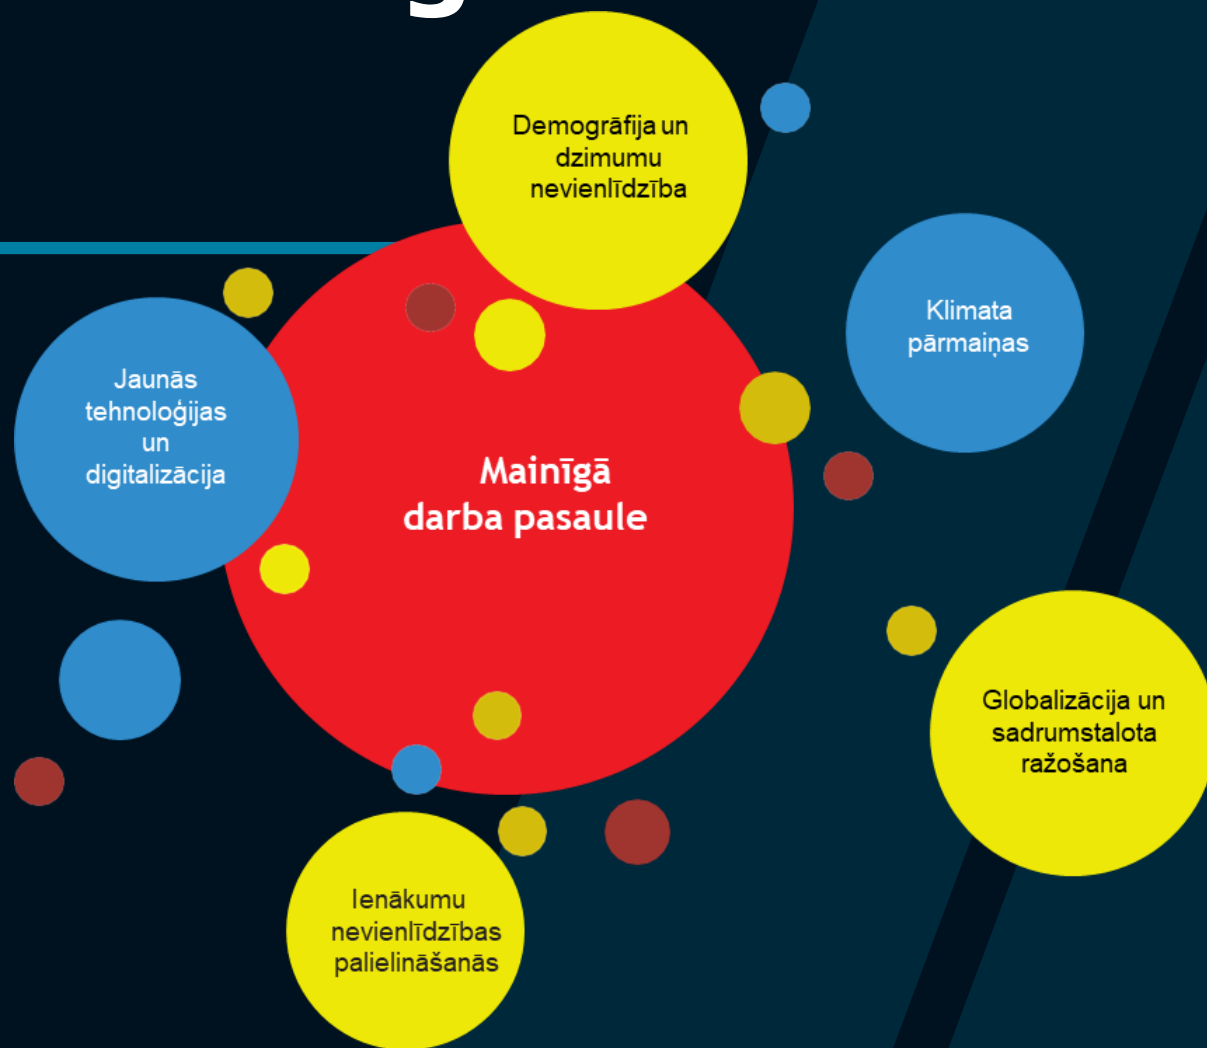 Demogrāfija un
dzimumu
nevienlīdzība
Klimata
pārmaiņas
Jaunās
tehnoloģijas
un
digitalizācija
Mainīgā
darba pasaule
Globalizācija un
sadrumstalota
ražošana
Ienākumu
nevienlīdzības
palielināšanās